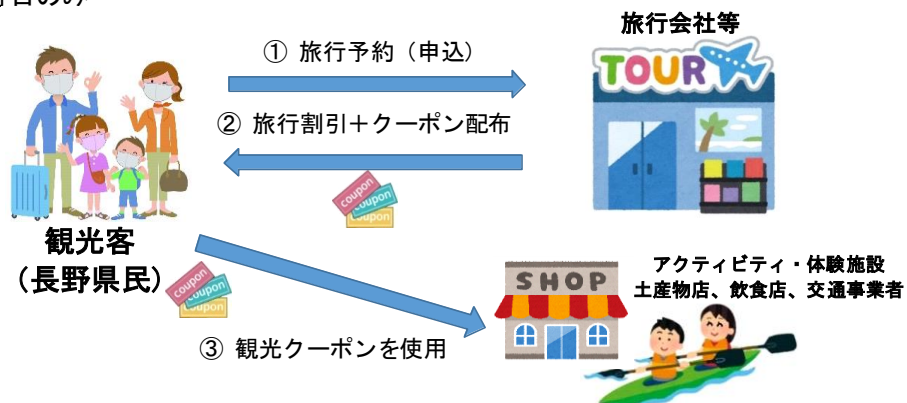 旅行会社等
① 旅行予約（申込）
TOUR
② 旅行割引＋クーポン配布
coupon
coupon
coupon
観光客
（長野県民）
coupon
coupon
coupon
SHOP
アクティビティ・体験施設
土産物店、飲食店、交通事業者
③ 観光クーポンを使用